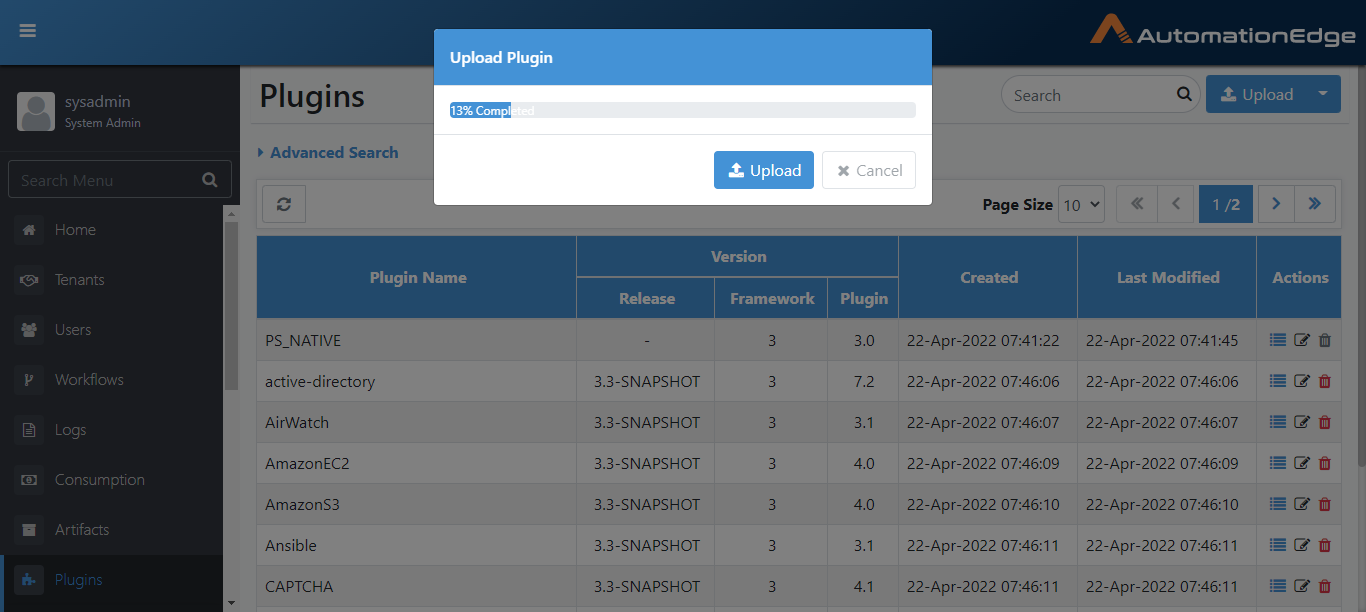 AutomationEdge
sysadmin
System Admin
Search Menu
Home
Tenants
Users
Workflows
Logs
Consumption
Artifacts
Plugins
Plugins
Search
Upload
Advanced Search
Upload Plugin
13% Completed
Upload
Cancel
Page Size 10 1 /2
Plugin Name Version Created Last Modified Actions
Release Framework Plugin
PS_NATIVE - 3 3.0 22-Apr-2022 07:41:22 22-Apr-2022 07:41:45
active-directory 3.3-SNAPSHOT 3 7.2 22-Apr-2022 07:46:06 22-Apr-2022 07:46:06
AirWatch 3.3-SNAPSHOT 3 3.1 22-Apr-2022 07:46:07 22-Apr-2022 07:46:07
AmazonEC2 3.3-SNAPSHOT 3 4.0 22-Apr-2022 07:46:09 22-Apr-2022 07:46:09
AmazonS3 3.3-SNAPSHOT 3 4.0 22-Apr-2022 07:46:10 22-Apr-2022 07:46:10
Ansible 3.3-SNAPSHOT 3 3.1 22-Apr-2022 07:46:11 22-Apr-2022 07:46:11
CAPTCHA 3.3-SNAPSHOT 3 4.1 22-Apr-2022 07:46:11 22-Apr-2022 07:46:11